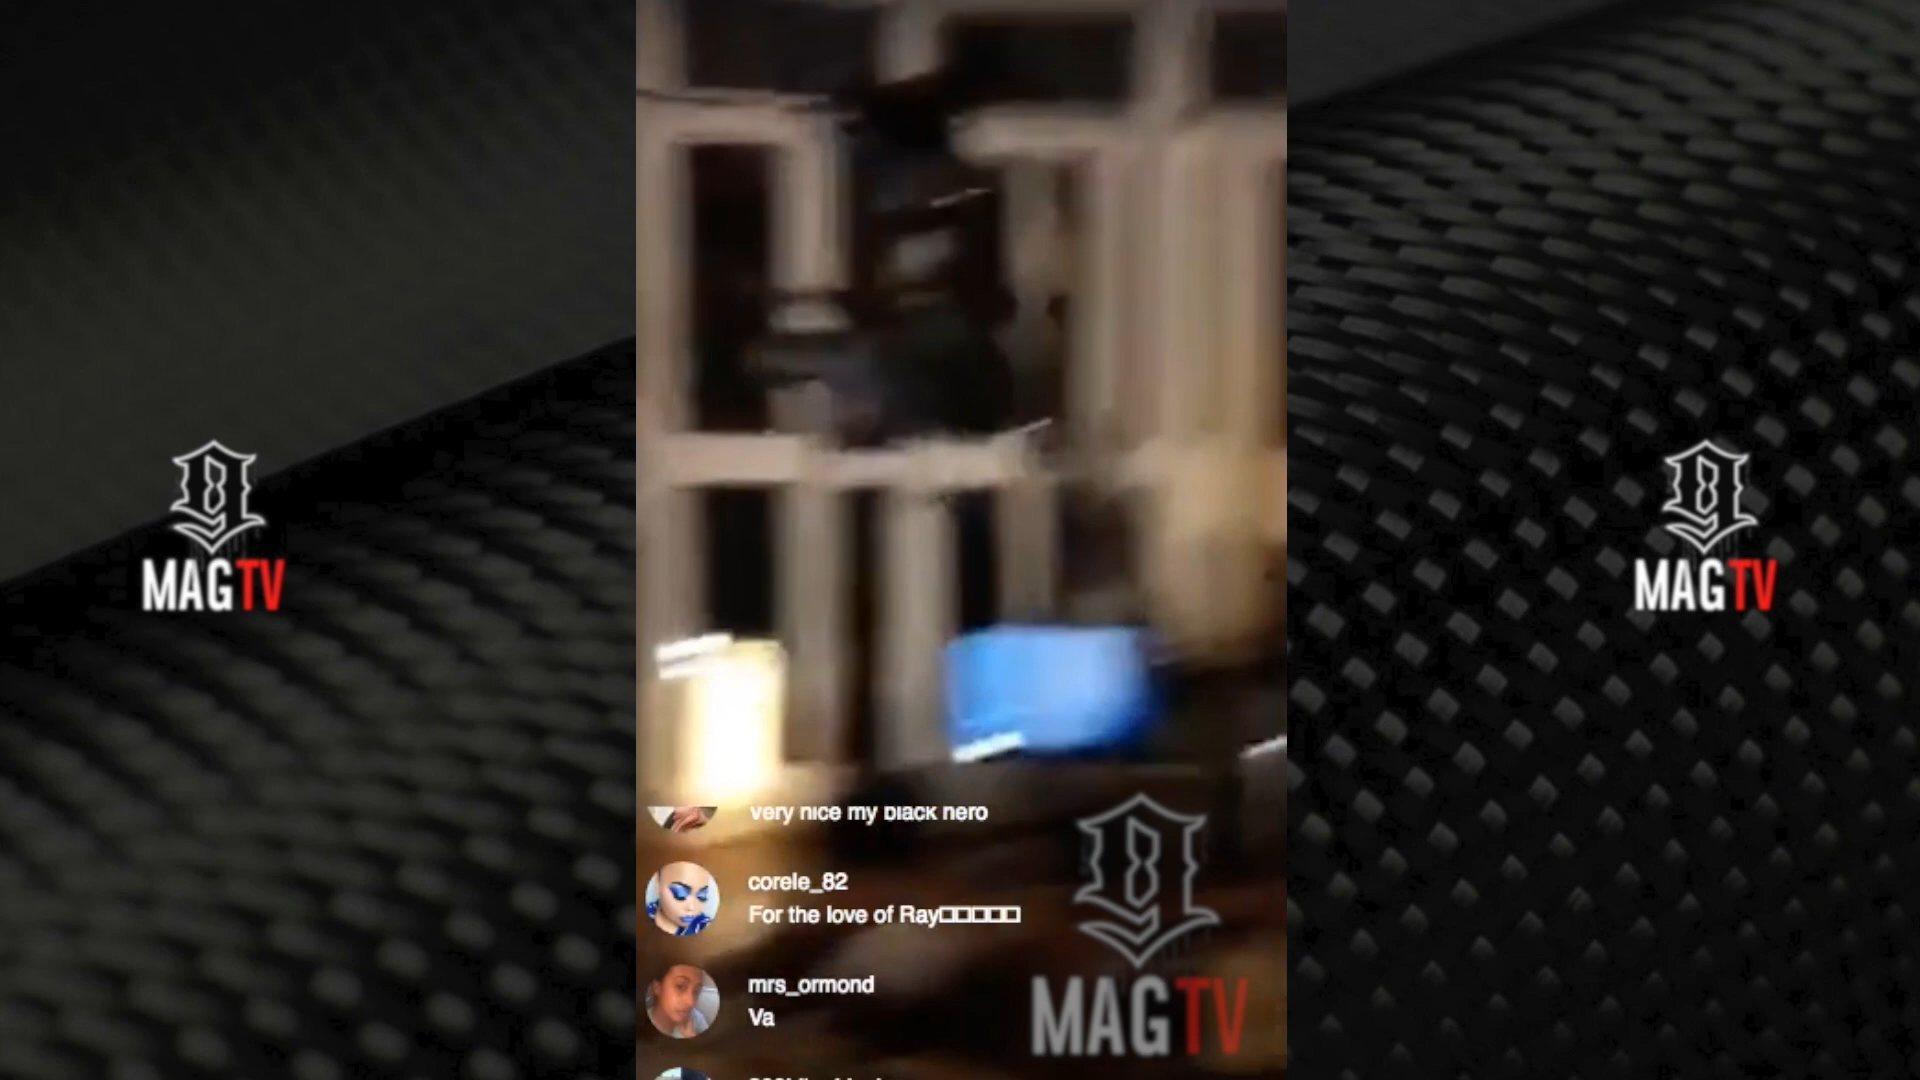 MAGTV
very nice my black hero
corele_82
For the love of Ray
mrs_ormond
Va
MAGTV
MAGTV